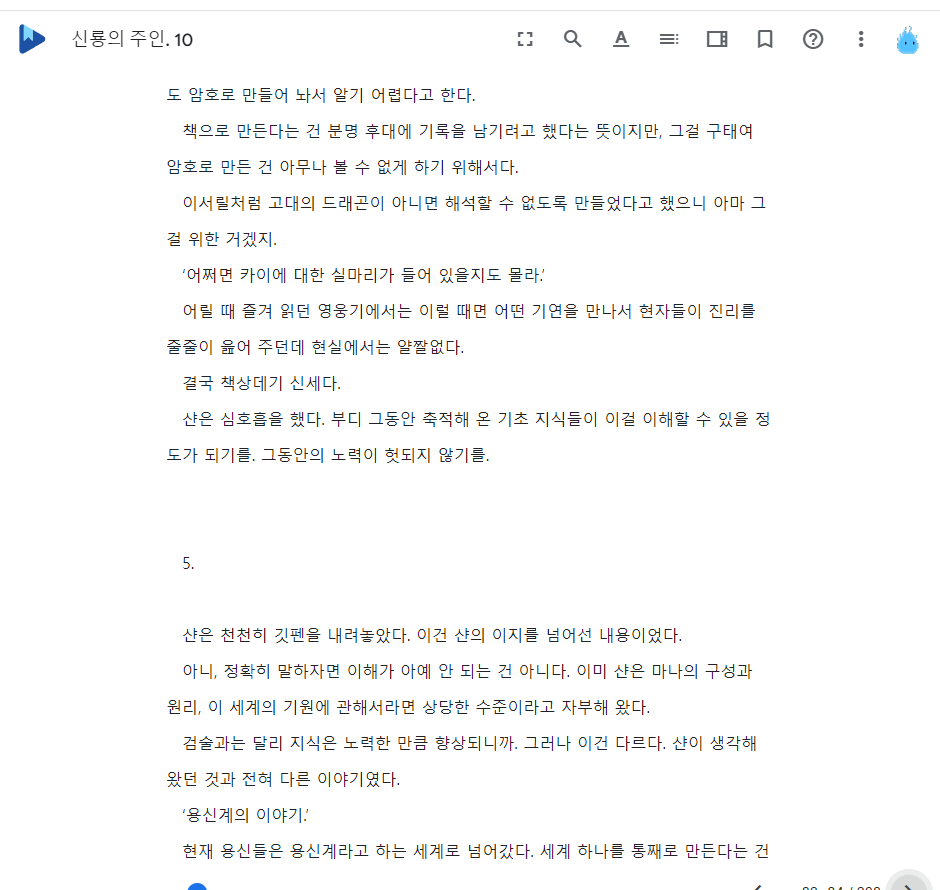 신룡의 주인. 10
도 암호로 만들어 놔서 알기 어렵다고 한다.
책으로 만든다는 건 분명 후대에 기록을 남기려고 했다는 뜻이지만, 그걸 구태여
암호로 만든 건 아무나 볼 수 없게 하기 위해서다.
이서릴처럼 고대의 드래곤이 아니면 해석할 수 없도록 만들었다고 했으니 아마 그
걸 위한 거겠지.
‘어쩌면 카이에 대한 실마리가 들어 있을지도 몰라.’
어릴 때 즐겨 읽던 영웅기에서는 이럴 때면 어떤 기연을 만나서 현자들이 진리를
줄줄이 읊어 주던데 현실에서는 얄짤없다.
결국 책상데기 신세다.
샨은 심호흡을 했다. 부디 그동안 축적해 온 기초 지식들이 이걸 이해할 수 있을 정
도가 되기를. 그동안의 노력이 헛되지 않기를.
5.
샨은 천천히 깃펜을 내려놓았다. 이건 샨의 이지를 넘어선 내용이었다.
아니, 정확히 말하자면 이해가 아예 안 되는 건 아니다. 이미 샨은 마나의 구성과
원리, 이 세계의 기원에 관해서라면 상당한 수준이라고 자부해 왔다.
검술과는 달리 지식은 노력한 만큼 향상되니까. 그러나 이건 다르다. 샨이 생각해
왔던 것과 전혀 다른 이야기였다.
‘용신계의 이야기.’
현재 용신들은 용신계라고 하는 세계로 넘어갔다. 세계 하나를 통째로 만든다는 건